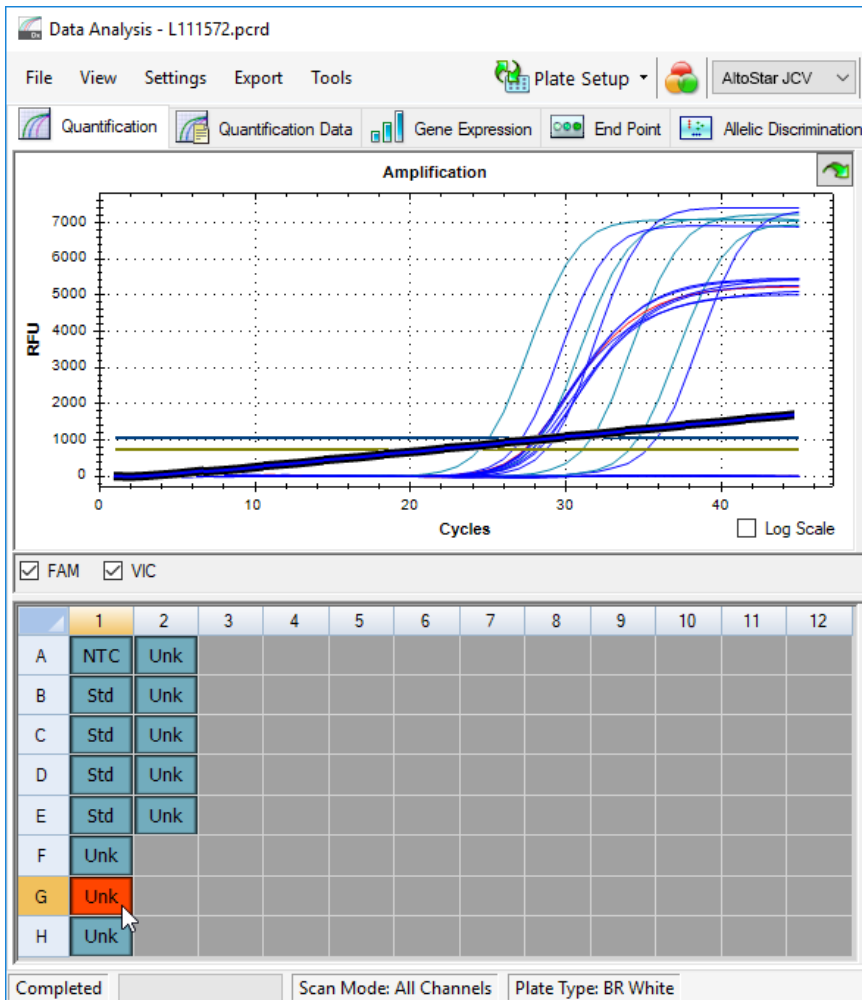 Data Analysis - L111572.pcrd
File View Settings Export Tools Plate Setup AltoStar JCV
Quantification Quantification Data Gene Expression End Point Allelic Discrimination
Amplification
7000
6000
5000
4000
3000
2000
1000
0
RFU
0 10 20 30 40
Cycles
Log Scale
FAM VIC
1 2 3 4 5 6 7 8 9 10 11 12
A NTC Unk
B Std Unk
C Std Unk
D Std Unk
E Std Unk
F Unk
G Unk
H Unk
Completed Scan Mode: All Channels Plate Type: BR White